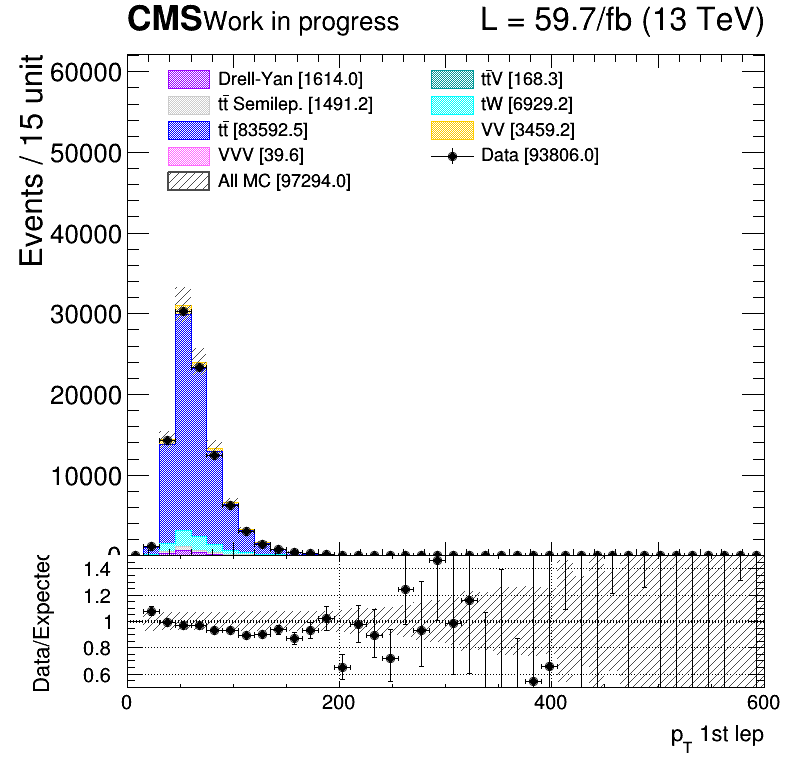 CMS Work in progress L = 59.7/fb (13 TeV)
Events / 15 unit
60000
50000
40000
30000
20000
10000
0
Drell-Yan [1614.0]
tt̄ Semilep. [1491.2]
tt̄ [83592.5]
VVV [39.6]
All MC [97294.0]
tt̄V [168.3]
tW [6929.2]
VV [3459.2]
Data [93806.0]
Data/Expected
1.4
1.2
1
0.8
0.6
0 200 400 600
p_T 1st lep